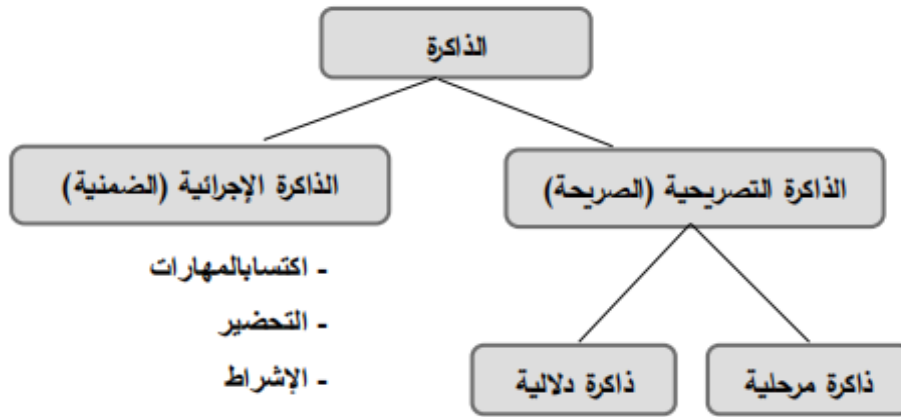 الذاكرة
الذاكرة التصريحية (الصريحة)
الذاكرة الإجرائية (الضمنية)
- اكتسابالمهارات
- التحضير
- الإشراط
ذاكرة مرحلية
ذاكرة دلالية